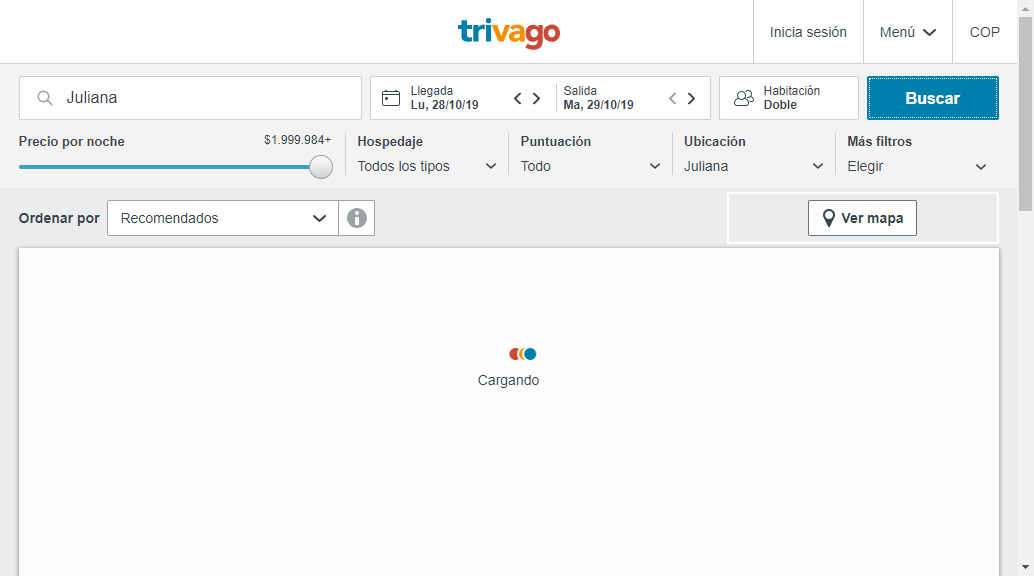 trivago
Inicia sesión
Menú
COP
Juliana
Llegada
Lu, 28/10/19
Salida
Ma, 29/10/19
Habitación
Doble
Buscar
Precio por noche
$1.999.984+
Hospedaje
Todos los tipos
Puntuación
Todo
Ubicación
Juliana
Más filtros
Elegir
Ordenar por
Recomendados
Ver mapa
Cargando